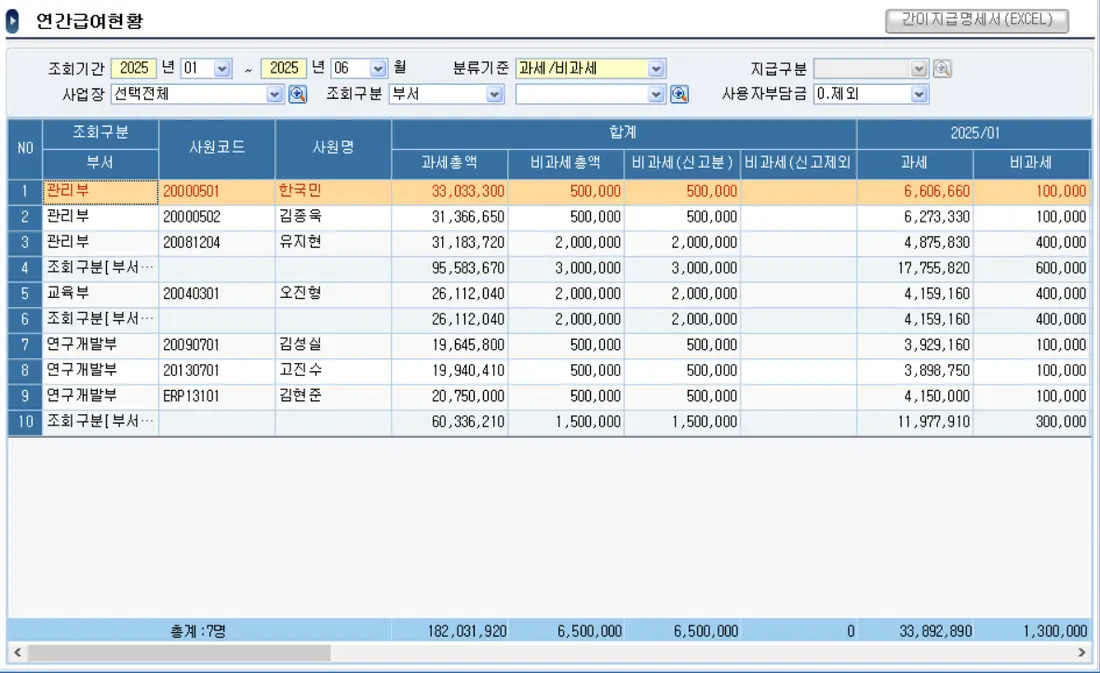 연간급여현황 간이지급명세서(EXCEL)
조회기간 2025 년 01 ~ 2025 년 06 월 분류기준 과세/비과세 지급구분
사업장 선택전체 조회구분 부서 사용자부담금 0.제외
NO 조회구분 사원코드 사원명 합계 2025/01
부서 과세총액 비과세총액 비과세(신고분) 비과세(신고제외 과세 비과세
1 관리부 20000501 한국민 33,033,300 500,000 500,000 6,606,660 100,000
2 관리부 20000502 김종욱 31,366,650 500,000 500,000 6,273,330 100,000
3 관리부 20081204 유지현 31,183,720 2,000,000 2,000,000 4,875,830 400,000
4 조회구분[부서… 95,583,670 3,000,000 3,000,000 17,755,820 600,000
5 교육부 20040301 오진형 26,112,040 2,000,000 2,000,000 4,159,160 400,000
6 조회구분[부서… 26,112,040 2,000,000 2,000,000 4,159,160 400,000
7 연구개발부 20090701 김성실 19,645,800 500,000 500,000 3,929,160 100,000
8 연구개발부 20130701 고진수 19,940,410 500,000 500,000 3,898,750 100,000
9 연구개발부 ERP13101 김현준 20,750,000 500,000 500,000 4,150,000 100,000
10 조회구분[부서… 60,336,210 1,500,000 1,500,000 11,977,910 300,000
총계 :7명 182,031,920 6,500,000 6,500,000 0 33,892,890 1,300,000